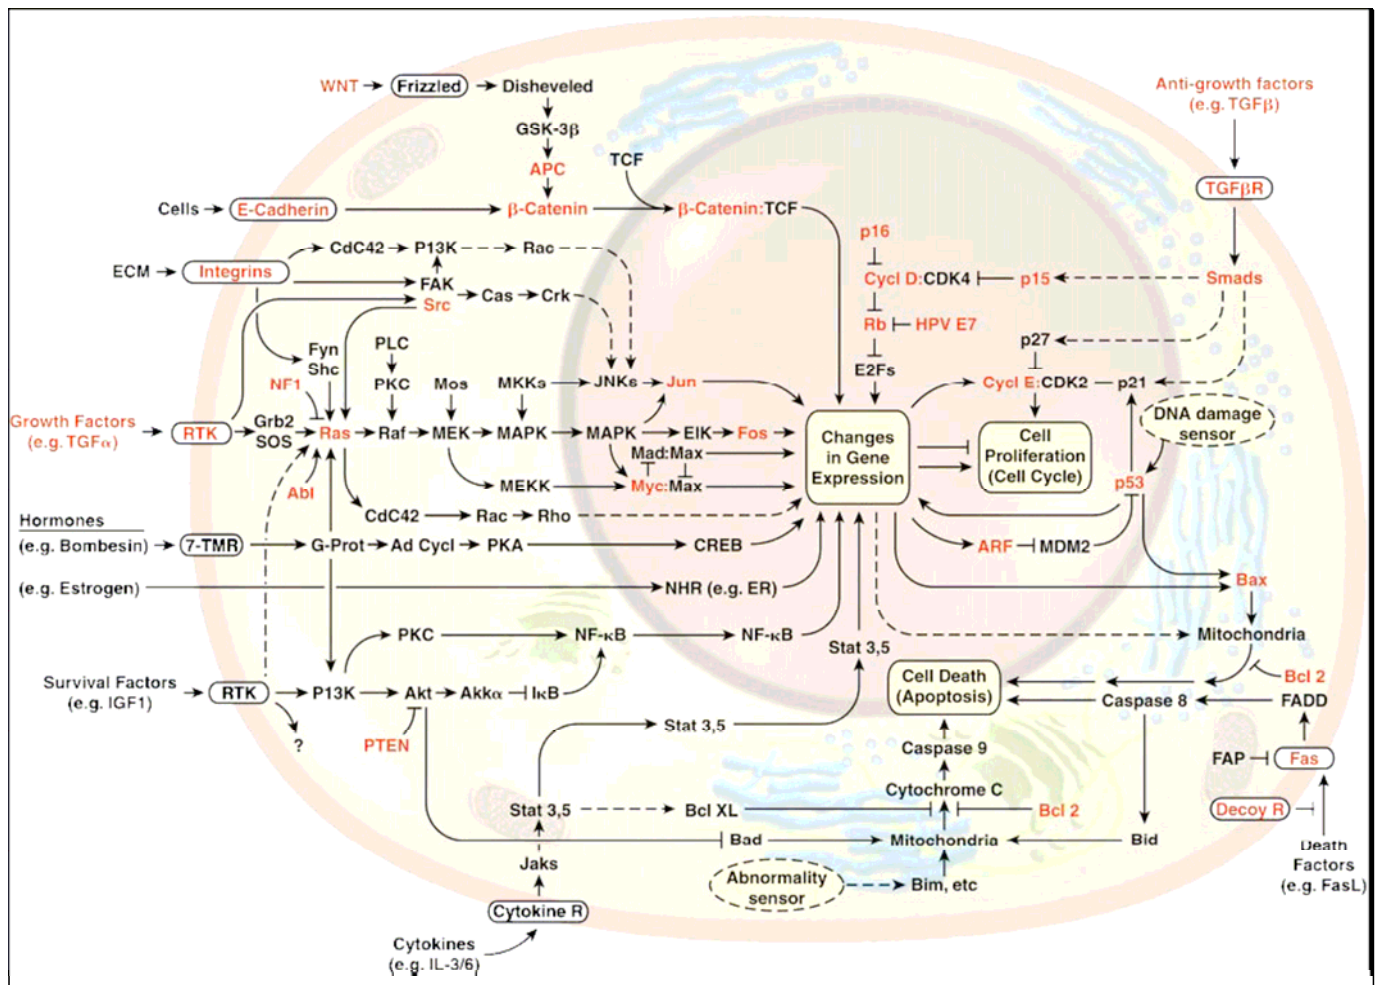 WNT
Frizzled
Disheveled
GSK-3β
APC
TCF
Cells
E-Cadherin
β-Catenin
β-Catenin:TCF
Anti-growth factors
(e.g. TGFβ)
TGFβR
Smads
p16
Cycl D:CDK4
p15
Rb
HPV E7
E2Fs
p27
Cycl E:CDK2
p21
DNA damage
sensor
ECM
Integrins
CdC42
P13K
Rac
FAK
Src
Cas
Crk
Fyn
Shc
PLC
PKC
NF1
Mos
MKKs
JNKs
Jun
Growth Factors
(e.g. TGFα)
RTK
Grb2
SOS
Ras
Raf
MEK
MAPK
MAPK
ElK
Fos
Mad:Max
Abl
MEKK
Myc:Max
Changes
in Gene
Expression
Cell
Proliferation
(Cell Cycle)
p53
CdC42
Rac
Rho
Hormones
(e.g. Bombesin)
7-TMR
G-Prot
Ad Cycl
PKA
CREB
ARF
MDM2
(e.g. Estrogen)
NHR (e.g. ER)
Bax
PKC
NF-κB
NF-κB
Stat 3,5
Mitochondria
Survival Factors
(e.g. IGF1)
RTK
P13K
Akt
Akkα
IκB
Cell Death
(Apoptosis)
Bcl 2
Caspase 8
FADD
?
PTEN
Stat 3,5
Caspase 9
FAP
Fas
Cytochrome C
Stat 3,5
Bcl XL
Bcl 2
Decoy R
Bad
Mitochondria
Bid
Death
Factors
(e.g. FasL)
Jaks
Abnormality
sensor
Bim, etc
Cytokine R
Cytokines
(e.g. IL-3/6)